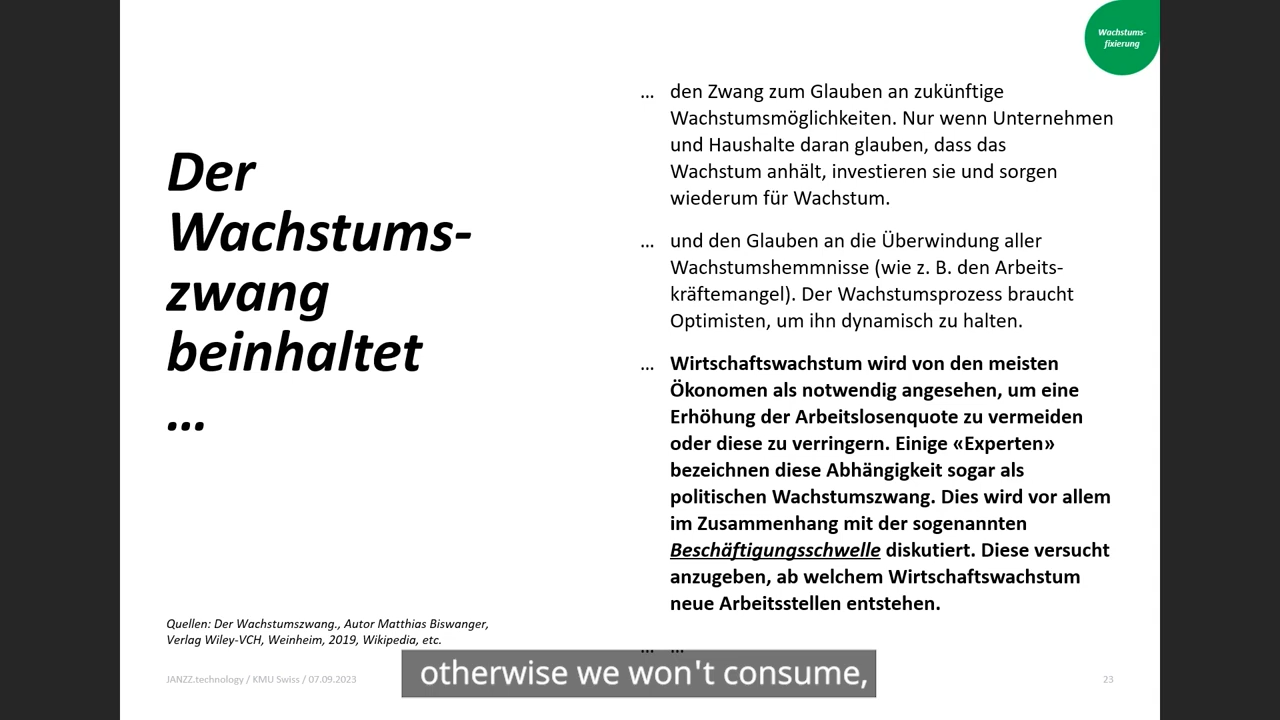 Wachstums-
fixierung
Der
Wachstums-
zwang
beinhaltet
...
... den Zwang zum Glauben an zukünftige
Wachstumsmöglichkeiten. Nur wenn Unternehmen
und Haushalte daran glauben, dass das
Wachstum anhält, investieren sie und sorgen
wiederum für Wachstum.
... und den Glauben an die Überwindung aller
Wachstumshemmnisse (wie z. B. den Arbeits-
kräftemangel). Der Wachstumsprozess braucht
Optimisten, um ihn dynamisch zu halten.
... Wirtschaftswachstum wird von den meisten
Ökonomen als notwendig angesehen, um eine
Erhöhung der Arbeitslosenquote zu vermeiden
oder diese zu verringern. Einige «Experten»
bezeichnen diese Abhängigkeit sogar als
politischen Wachstumszwang. Dies wird vor allem
im Zusammenhang mit der sogenannten
Beschäftigungsschwelle diskutiert. Diese versucht
anzugeben, ab welchem Wirtschaftswachstum
neue Arbeitsstellen entstehen.
... ...
Quellen: Der Wachstumszwang., Autor Matthias Biswanger,
Verlag Wiley-VCH, Weinheim, 2019, Wikipedia, etc.
otherwise we won't consume,
JANZZ.technology / KMU Swiss / 07.09.2023
23